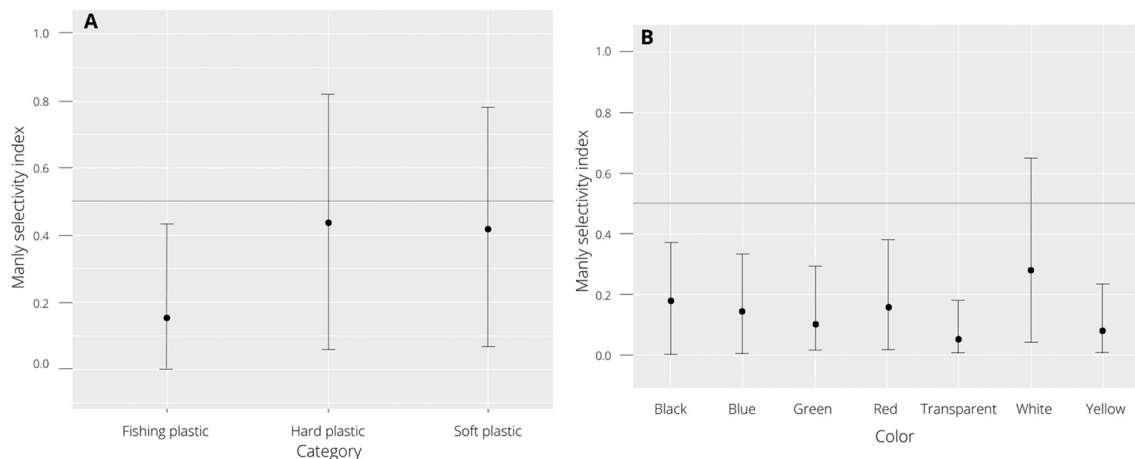 A
Manly selectivity index
1.0
0.8
0.6
0.4
0.2
0.0
Fishing plastic Hard plastic Soft plastic
Category
B
Manly selectivity index
1.0
0.8
0.6
0.4
0.2
0.0
Black Blue Green Red Transparent White Yellow
Color